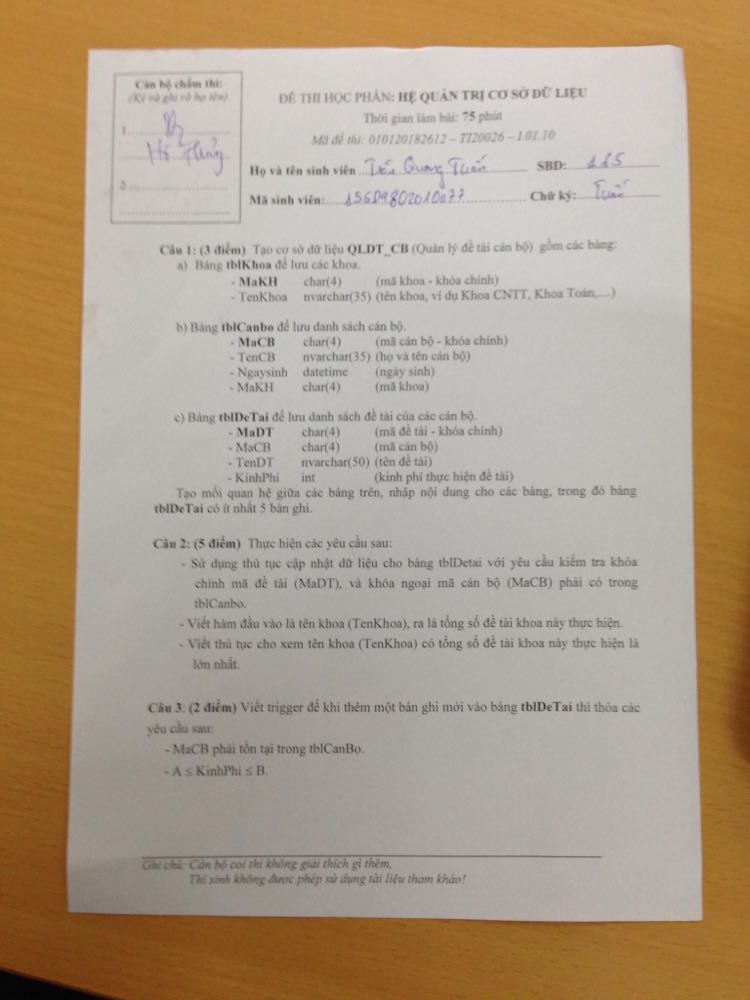 Cán bộ chấm thi:
(Ký và ghi rõ họ tên)
1
2
ĐỀ THI HỌC PHẦN: HỆ QUẢN TRỊ CƠ SỞ DỮ LIỆU
Thời gian làm bài: 75 phút
Mã đề thi: 010120182612 – TI20026 – 1.01.10
Họ và tên sinh viên Trần Quang Tuấn SBD: 115
Mã sinh viên: 156D4802010077 Chữ ký: Tuấn
Câu 1: (3 điểm) Tạo cơ sở dữ liệu QLDT_CB (Quản lý đề tài cán bộ) gồm các bảng:
a) Bảng tblKhoa để lưu các khoa.
- MaKH char(4) (mã khoa - khóa chính)
- TenKhoa nvarchar(35) (tên khoa, ví dụ Khoa CNTT, Khoa Toán,…)
b) Bảng tblCanbo để lưu danh sách cán bộ.
- MaCB char(4) (mã cán bộ - khóa chính)
- TenCB nvarchar(35) (họ và tên cán bộ)
- Ngaysinh datetime (ngày sinh)
- MaKH char(4) (mã khoa)
c) Bảng tblDeTai để lưu danh sách đề tài của các cán bộ.
- MaDT char(4) (mã đề tài - khóa chính)
- MaCB char(4) (mã cán bộ)
- TenDT nvarchar(50) (tên đề tài)
- KinhPhi int (kinh phí thực hiện đề tài)
Tạo mối quan hệ giữa các bảng trên, nhập nội dung cho các bảng, trong đó bảng
tblDeTai có ít nhất 5 bản ghi.
Câu 2: (5 điểm) Thực hiện các yêu cầu sau:
- Sử dụng thủ tục cập nhật dữ liệu cho bảng tblDetai với yêu cầu kiểm tra khóa
chính mã đề tài (MaDT), và khóa ngoại mã cán bộ (MaCB) phải có trong
tblCanbo.
- Viết hàm đầu vào là tên khoa (TenKhoa), ra là tổng số đề tài khoa này thực hiện.
- Viết thủ tục cho xem tên khoa (TenKhoa) có tổng số đề tài khoa này thực hiện là
lớn nhất.
Câu 3: (2 điểm) Viết trigger để khi thêm một bản ghi mới vào bảng tblDeTai thì thỏa các
yêu cầu sau:
- MaCB phải tồn tại trong tblCanBo.
- A ≤ KinhPhi ≤ B.
Ghi chú: Cán bộ coi thi không giải thích gì thêm,
Thí sinh không được phép sử dụng tài liệu tham khảo!